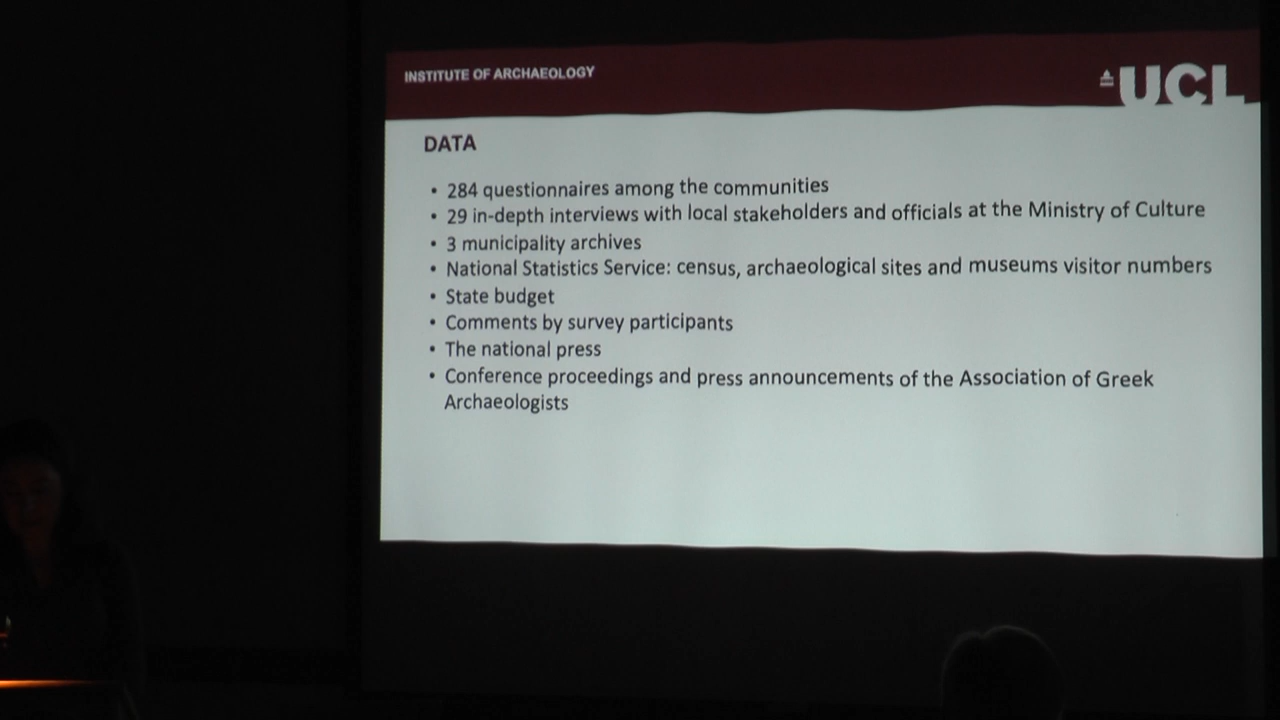 INSTITUTE OF ARCHAEOLOGY
UCL
DATA
• 284 questionnaires among the communities
• 29 in-depth interviews with local stakeholders and officials at the Ministry of Culture
• 3 municipality archives
• National Statistics Service: census, archaeological sites and museums visitor numbers
• State budget
• Comments by survey participants
• The national press
• Conference proceedings and press announcements of the Association of Greek
Archaeologists